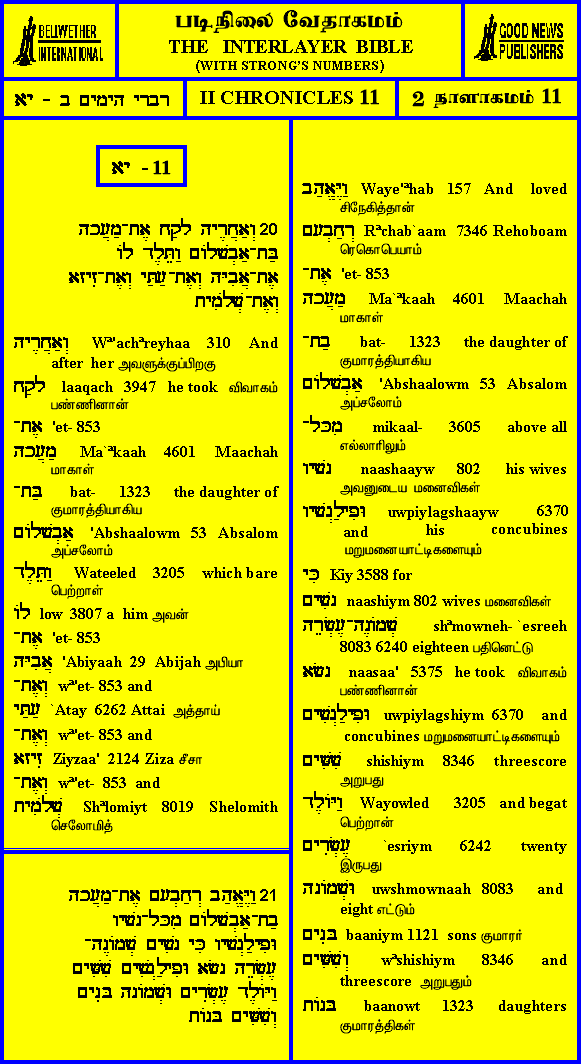 BELLWETHER
INTERNATIONAL
படிநிலை வேதாகமம்
THE INTERLAYER BIBLE
(WITH STRONG'S NUMBERS)
GOOD NEWS
PUBLISHERS
דברי הימים ב - יא
II CHRONICLES 11
2 நாளாகமம் 11
יא - 11
20 וְאַחֲרֶיהָ לָקַח אֶת־מַעֲכָה
בַּת־אַבְשָׁלוֹם וַתֵּלֶד לוֹ
אֶת־אֲבִיָּה וְאֶת־עַתַּי וְאֶת־זִיזָא
וְאֶת־שְׁלֹמִית
וְאַחֲרֶיהָ Wª'achªreyhaa 310 And
after her அவளுக்குப்பிறகு
לָקַח laaqach 3947 he took விவாகம்
பண்ணினான்
אֶת־ 'et- 853
מַעֲכָה Ma`ªkaah 4601 Maachah
மாகாள்
בַּת־ bat- 1323 the daughter of
குமாரத்தியாகிய
אַבְשָׁלוֹם 'Abshaalowm 53 Absalom
அப்சலோம்
וַתֵּלֶד Wateeled 3205 which bare
பெற்றாள்
לוֹ low 3807 a him அவன்
אֶת־ 'et- 853
אֲבִיָּה 'Abiyaah 29 Abijah அபியா
וְאֶת־ wª'et- 853 and
עַתַּי `Atay 6262 Attai அத்தாய்
וְאֶת־ wª'et- 853 and
זִיזָא Ziyzaa' 2124 Ziza சீசா
וְאֶת־ wª'et- 853 and
שְׁלֹמִית Shªlomiyt 8019 Shelomith
செலோமித்
21 וַיֶּאֱהַב רְחַבְעָם אֶת־מַעֲכָה
בַת־אַבְשָׁלוֹם מִכָּל־נָשָׁיו
וּפִילַגְשָׁיו כִּי נָשִׁים שְׁמוֹנֶה־
עֶשְׂרֵה נָשָׂא וּפִילַגְשִׁים שִׁשִּׁים
וַיּוֹלֶד עֶשְׂרִים וּשְׁמוֹנָה בָּנִים
וְשִׁשִּׁים בָּנוֹת
וַיֶּאֱהַב Waye'ªhab 157 And loved
சிநேகித்தான்
רְחַבְעָם Rªchab`aam 7346 Rehoboam
ரெகொபெயாம்
אֶת־ 'et- 853
מַעֲכָה Ma`ªkaah 4601 Maachah
மாகாள்
בַת־ bat- 1323 the daughter of
குமாரத்தியாகிய
אַבְשָׁלוֹם 'Abshaalowm 53 Absalom
அப்சலோம்
מִכָּל־ mikaal- 3605 above all
எல்லாரிலும்
נָשָׁיו naashaayw 802 his wives
அவனுடைய மனைவிகள்
וּפִילַגְשָׁיו uwpiylagshaayw 6370
and his concubines
மறுமனையாட்டிகளையும்
כִּי Kiy 3588 for
נָשִׁים naashiym 802 wives மனைவிகள்
שְׁמוֹנֶה־עֶשְׂרֵה shªmowneh-`esreeh
8083 6240 eighteen பதினெட்டு
נָשָׂא naasaa' 5375 he took விவாகம்
பண்ணினான்
וּפִילַגְשִׁים uwpiylagshiym 6370 and
concubines மறுமனையாட்டிகளையும்
שִׁשִּׁים shishiym 8346 threescore
அறுபது
וַיּוֹלֶד Wayowled 3205 and begat
பெற்றான்
עֶשְׂרִים `esriym 6242 twenty
இருபது
וּשְׁמוֹנָה uwshmownaah 8083 and
eight எட்டும்
בָּנִים baaniym 1121 sons குமாரர்
וְשִׁשִּׁים wªshishiym 8346 and
threescore அறுபதும்
בָּנוֹת baanowt 1323 daughters
குமாரத்திகள்